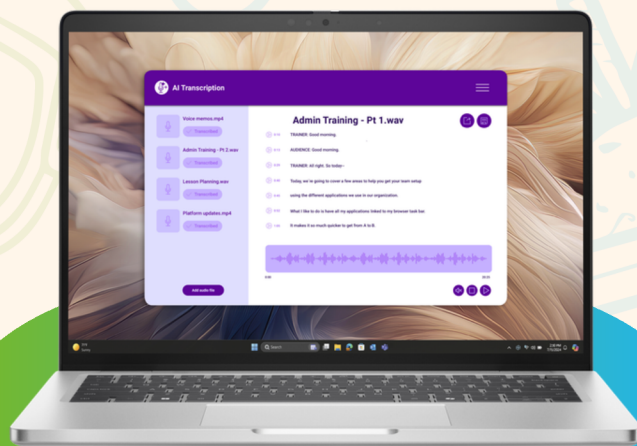 AI Transcription
Voice memos.mp4
Transcribed
Admin Training - Pt 2.wav
Transcribed
Lesson Planning.wav
Transcribed
Platform updates.mp4
Transcribed
Add audio file
Admin Training - Pt 1.wav
TRAINER: Good morning.
AUDIENCE: Good morning.
TRAINER: All right. So today-
Today, we're going to cover a few areas to help you get your team setup
using the different applications we use in our organization.
What I like to do is have all my applications linked to my browser task bar.
It makes it so much quicker to get from A to B.
0:00
Search